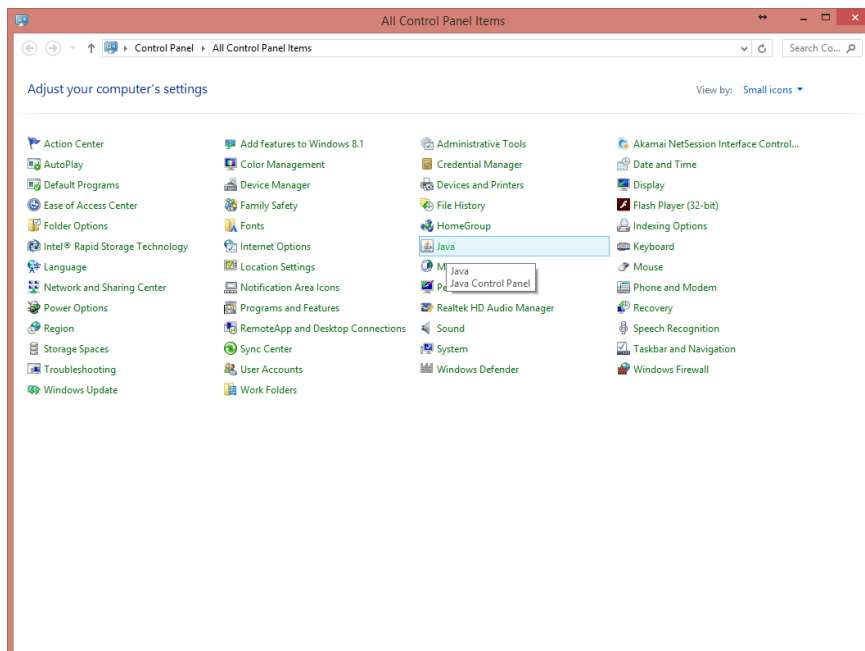 All Control Panel Items
Control Panel All Control Panel Items
Search Co...
Adjust your computer's settings
View by: Small icons
Action Center Add features to Windows 8.1 Administrative Tools Akamai NetSession Interface Control...
AutoPlay Color Management Credential Manager Date and Time
Default Programs Device Manager Devices and Printers Display
Ease of Access Center Family Safety File History Flash Player (32-bit)
Folder Options Fonts HomeGroup Indexing Options
Intel® Rapid Storage Technology Internet Options Java Keyboard
Language Location Settings Mouse
Java
Java Control Panel
Network and Sharing Center Notification Area Icons Phone and Modem
Power Options Programs and Features Realtek HD Audio Manager Recovery
Region RemoteApp and Desktop Connections Sound Speech Recognition
Storage Spaces Sync Center System Taskbar and Navigation
Troubleshooting User Accounts Windows Defender Windows Firewall
Windows Update Work Folders